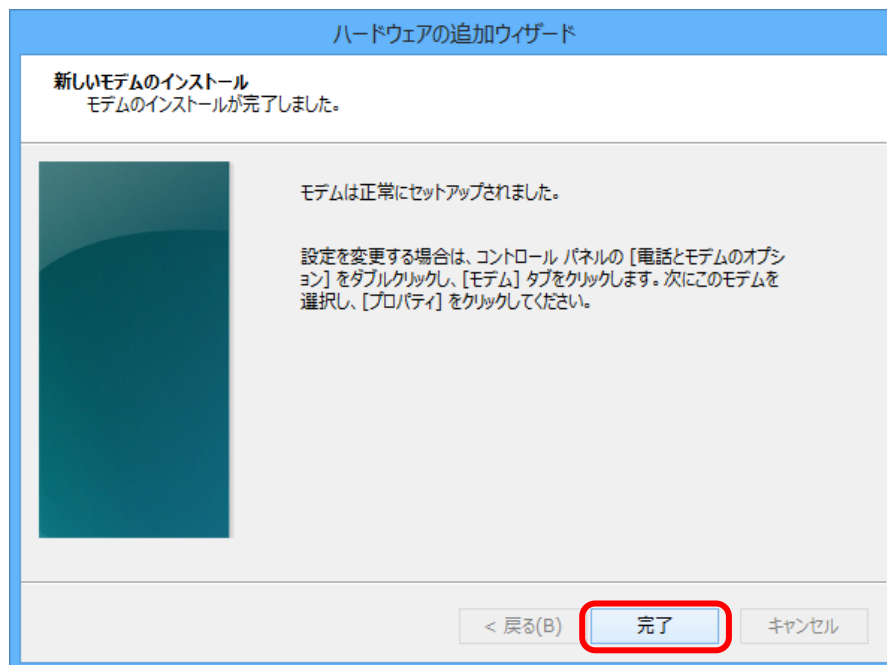 ハードウェアの追加ウィザード
新しいモデムのインストール
モデムのインストールが完了しました。
モデムは正常にセットアップされました。
設定を変更する場合は、コントロール パネルの [電話とモデムのオプシ
ョン] をダブルクリックし、[モデム] タブをクリックします。次にこのモデムを
選択し、[プロパティ] をクリックしてください。
< 戻る(B)
完了
キャンセル